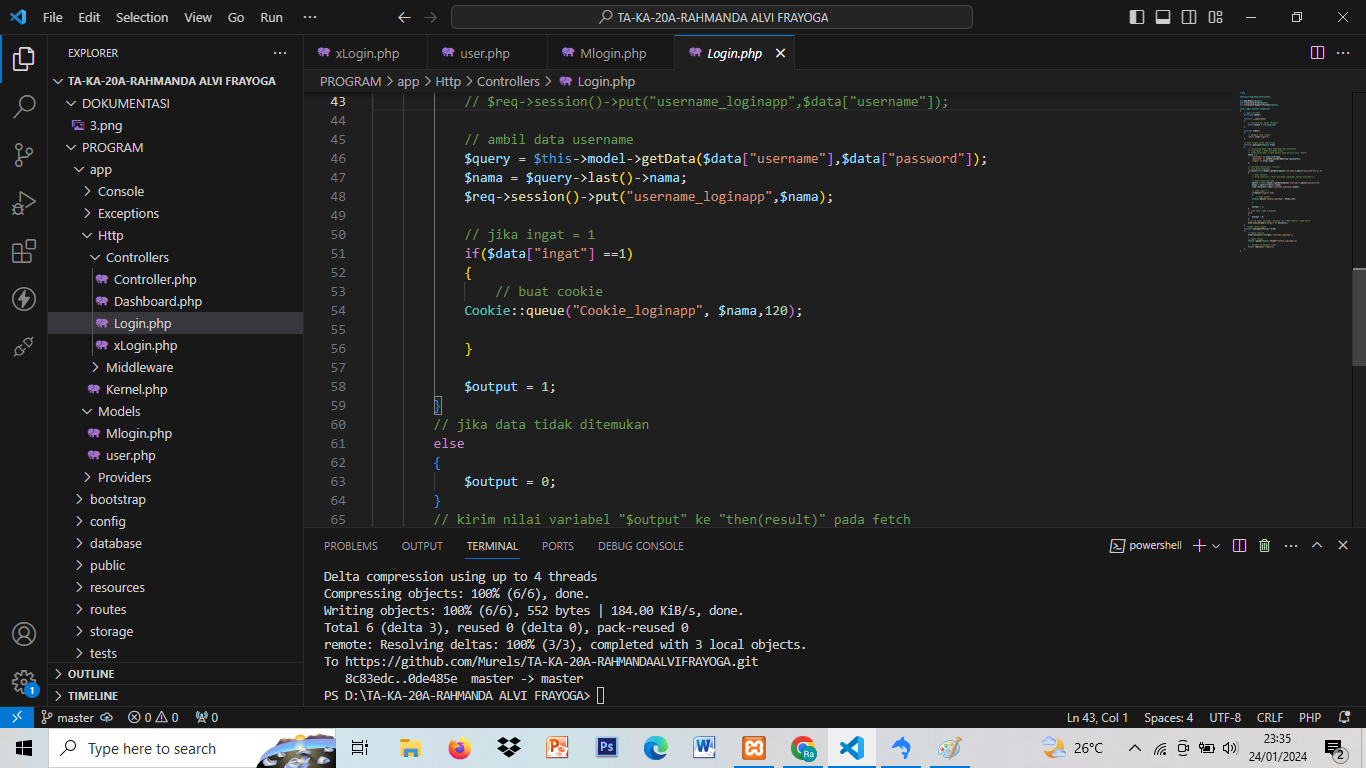 File Edit Selection View Go Run ··· TA-KA-20A-RAHMANDA ALVI FRAYOGA
EXPLORER ···
TA-KA-20A-RAHMANDA ALVI FRAYOGA
DOKUMENTASI
3.png
PROGRAM
app
Console
Exceptions
Http
Controllers
Controller.php
Dashboard.php
Login.php
xLogin.php
Middleware
Kernel.php
Models
Mlogin.php
user.php
Providers
bootstrap
config
database
public
resources
routes
storage
tests
OUTLINE
TIMELINE
xLogin.php user.php Mlogin.php Login.php
PROGRAM > app > Http > Controllers > Login.php
43 // $req->session()->put("username_loginapp",$data["username"]);
44
45 // ambil data username
46 $query = $this->model->getData($data["username"],$data["password"]);
47 $nama = $query->last()->nama;
48 $req->session()->put("username_loginapp",$nama);
49
50 // jika ingat = 1
51 if($data["ingat"] ==1)
52 {
53 // buat cookie
54 Cookie::queue("Cookie_loginapp", $nama,120);
55
56 }
57
58 $output = 1;
59 }
60 // jika data tidak ditemukan
61 else
62 {
63 $output = 0;
64 }
65 // kirim nilai variabel "$output" ke "then(result)" pada fetch
PROBLEMS OUTPUT TERMINAL PORTS DEBUG CONSOLE powershell
Delta compression using up to 4 threads
Compressing objects: 100% (6/6), done.
Writing objects: 100% (6/6), 552 bytes | 184.00 KiB/s, done.
Total 6 (delta 3), reused 0 (delta 0), pack-reused 0
remote: Resolving deltas: 100% (3/3), completed with 3 local objects.
To https://github.com/Murels/TA-KA-20A-RAHMANDAALVIFRAYOGA.git
8c83edc..0de485e master -> master
PS D:\TA-KA-20A-RAHMANDA ALVI FRAYOGA>
1
master 0 0 0 Ln 43, Col 1 Spaces: 4 UTF-8 CRLF PHP
Type here to search 26°C 23:35
24/01/2024 2